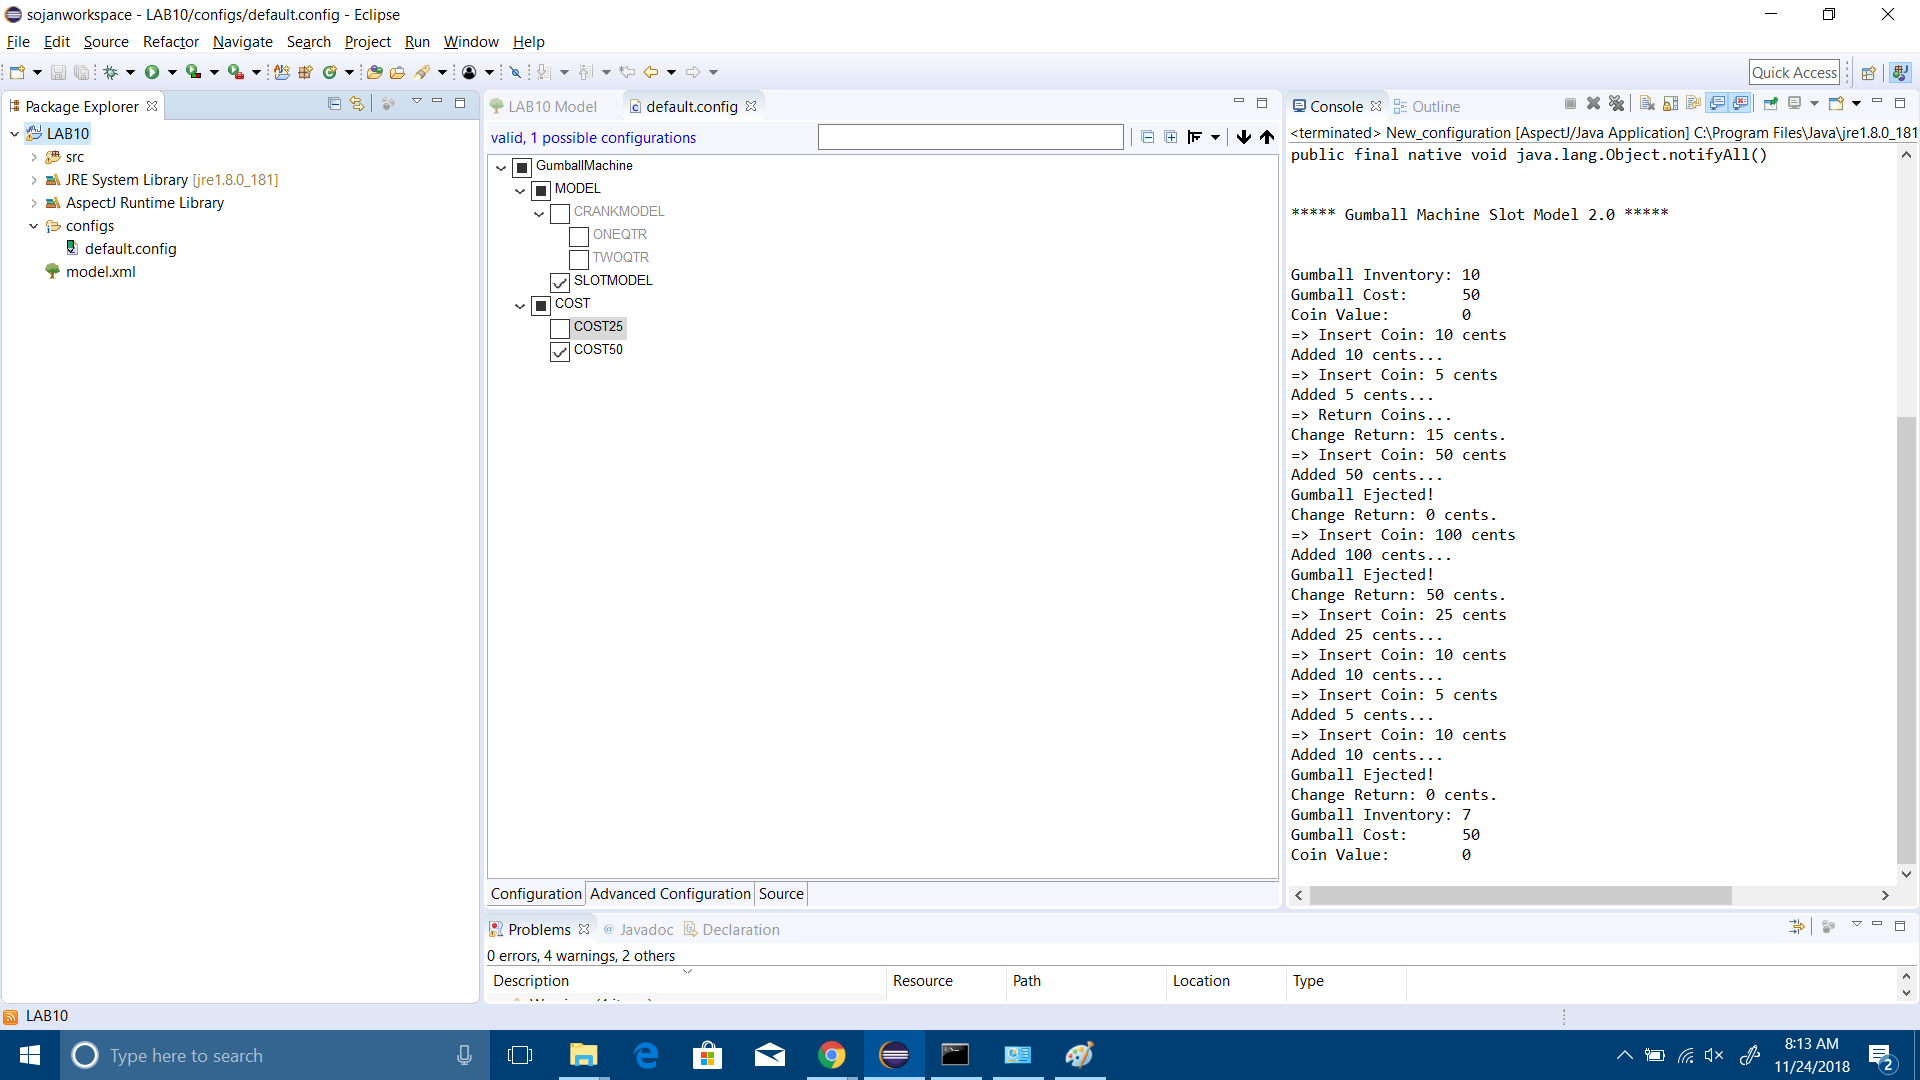 sojanworkspace - LAB10/configs/default.config - Eclipse
File Edit Source Refactor Navigate Search Project Run Window Help
Quick Access
Package Explorer
LAB10
src
JRE System Library [jre1.8.0_181]
AspectJ Runtime Library
configs
default.config
model.xml
LAB10 Model default.config
valid, 1 possible configurations
GumballMachine
MODEL
CRANKMODEL
ONEQTR
TWOQTR
SLOTMODEL
COST
COST25
COST50
Configuration Advanced Configuration Source
Console Outline
<terminated> New_configuration [AspectJ/Java Application] C:\Program Files\Java\jre1.8.0_181
public final native void java.lang.Object.notifyAll()
***** Gumball Machine Slot Model 2.0 *****
Gumball Inventory: 10
Gumball Cost: 50
Coin Value: 0
=> Insert Coin: 10 cents
Added 10 cents...
=> Insert Coin: 5 cents
Added 5 cents...
=> Return Coins...
Change Return: 15 cents.
=> Insert Coin: 50 cents
Added 50 cents...
Gumball Ejected!
Change Return: 0 cents.
=> Insert Coin: 100 cents
Added 100 cents...
Gumball Ejected!
Change Return: 50 cents.
=> Insert Coin: 25 cents
Added 25 cents...
=> Insert Coin: 10 cents
Added 10 cents...
=> Insert Coin: 5 cents
Added 5 cents...
=> Insert Coin: 10 cents
Added 10 cents...
Gumball Ejected!
Change Return: 0 cents.
Gumball Inventory: 7
Gumball Cost: 50
Coin Value: 0
Problems Javadoc Declaration
0 errors, 4 warnings, 2 others
Description Resource Path Location Type
LAB10
Type here to search
8:13 AM
11/24/2018
2